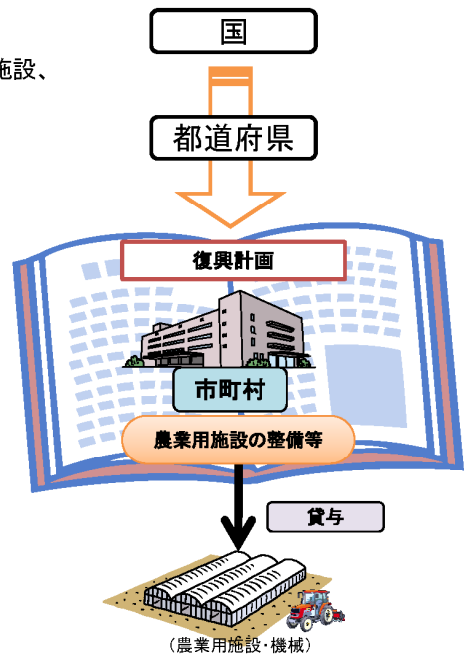 国
施設、
都道府県
復興計画
市町村
農業用施設の整備等
貸与
（農業用施設・機械）